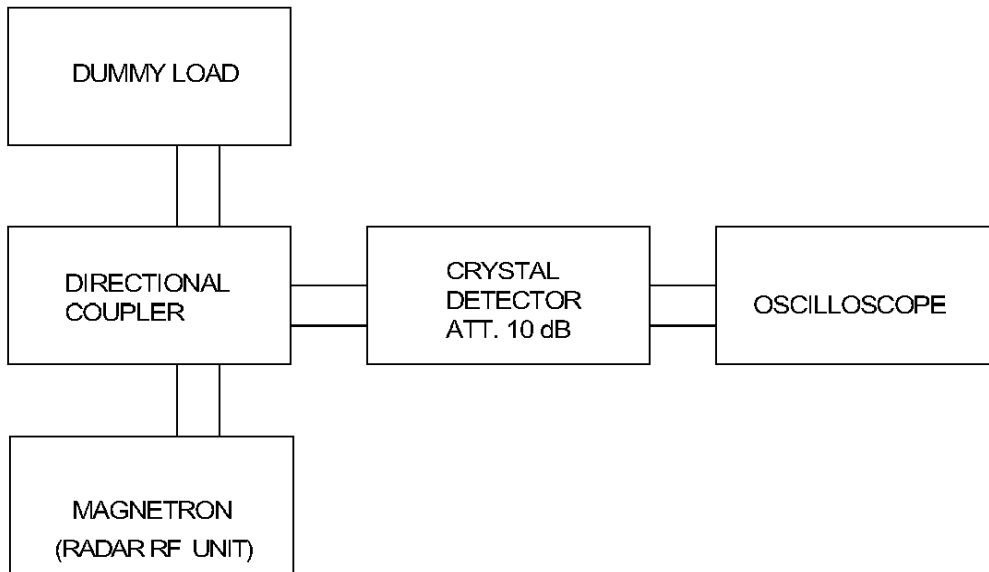 DUMMY LOAD
DIRECTIONAL
COUPLER
CRYSTAL
DETECTOR
ATT. 10 dB
OSCILLOSCOPE
MAGNETRON
(RADAR RF UNIT)